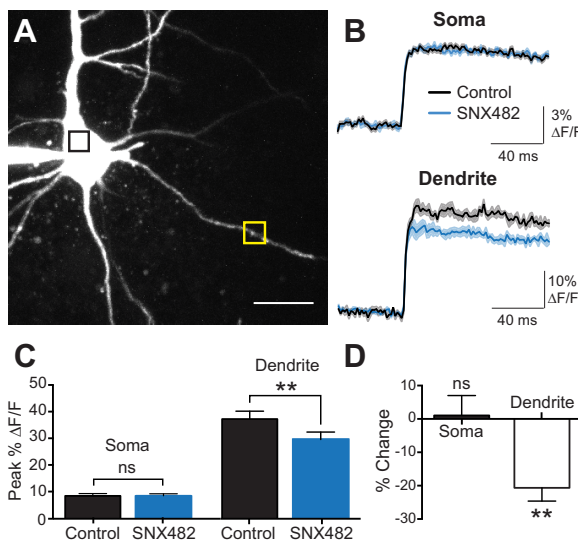 A
B
Soma
Control
SNX482
3%
ΔF/F
40 ms
Dendrite
10%
ΔF/F
40 ms
C
Peak % ΔF/F
50
40
30
20
10
0
Soma
ns
Dendrite
**
Control
SNX482
Control
SNX482
D
% Change
10
0
-10
-20
-30
ns
Soma
Dendrite
**